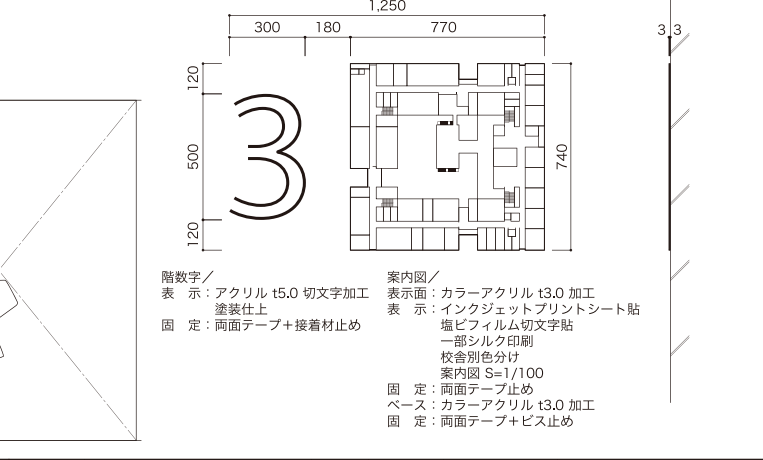 1,250
300 180 770
3 3
120
500
120
740
3
階数字／
表　示：アクリル t5.0 切文字加工
塗装仕上
固　定：両面テープ＋接着材止め
案内図／
表示面：カラーアクリル t3.0 加工
表　示：インクジェットプリントシート貼
塩ビフィルム切文字貼
一部シルク印刷
校舎別色分け
案内図 S=1/100
固　定：両面テープ止め
ベース：カラーアクリル t3.0 加工
固　定：両面テープ＋ビス止め